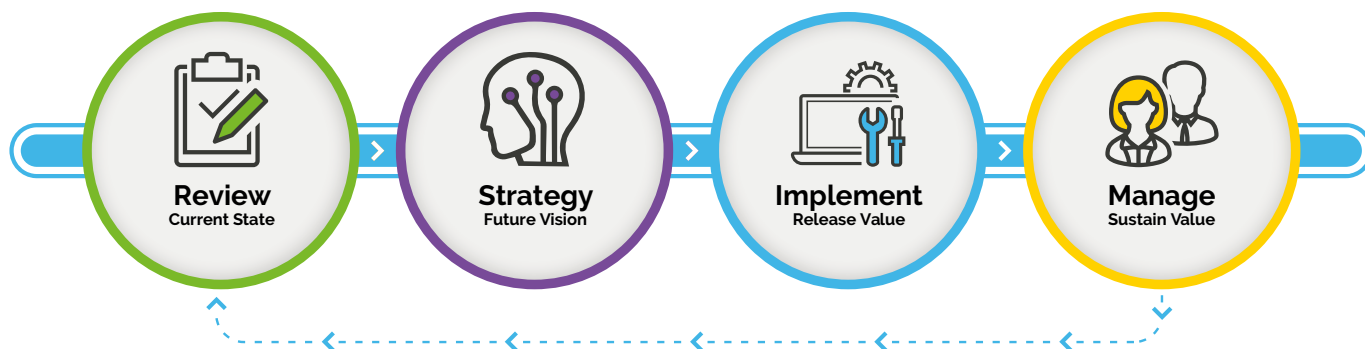 Review
Current State
Strategy
Future Vision
Implement
Release Value
Manage
Sustain Value